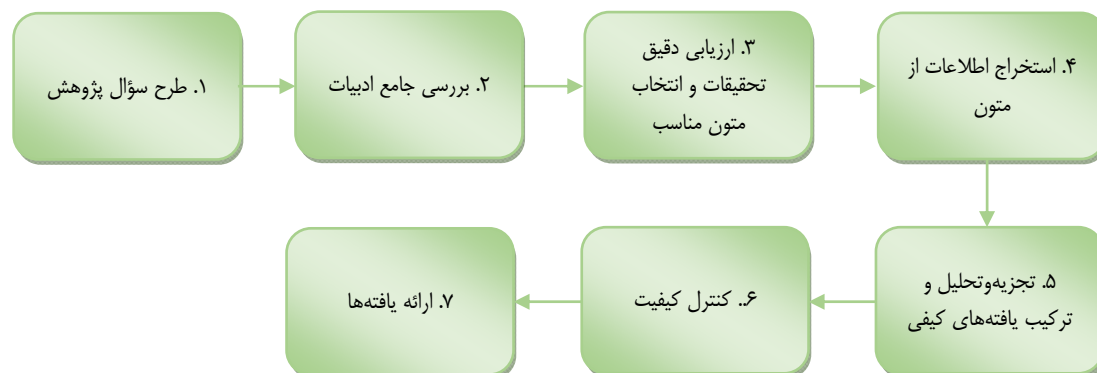 ۱. طرح سؤال پژوهش
۲. بررسی جامع ادبیات
۳. ارزیابی دقیق
تحقیقات و انتخاب
متون مناسب
۴. استخراج اطلاعات از
متون
۵. تجزیه‌وتحلیل و
ترکیب یافته‌های کیفی
۶.. کنترل کیفیت
۷. ارائه یافته‌ها